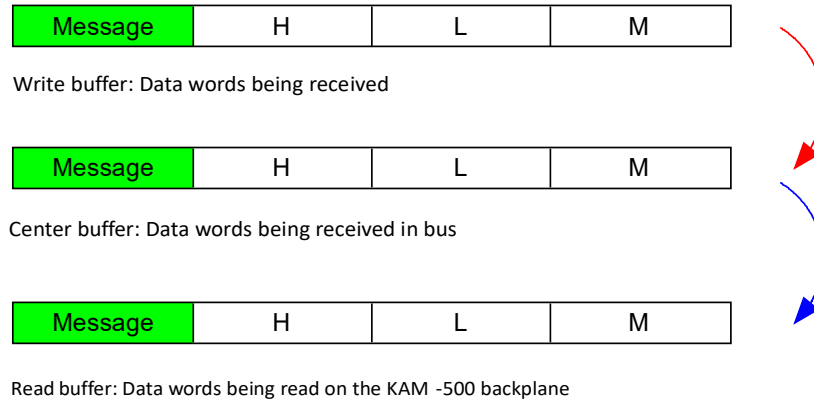 Message H L M
Write buffer: Data words being received
Message H L M
Center buffer: Data words being received in bus
Message H L M
Read buffer: Data words being read on the KAM -500 backplane